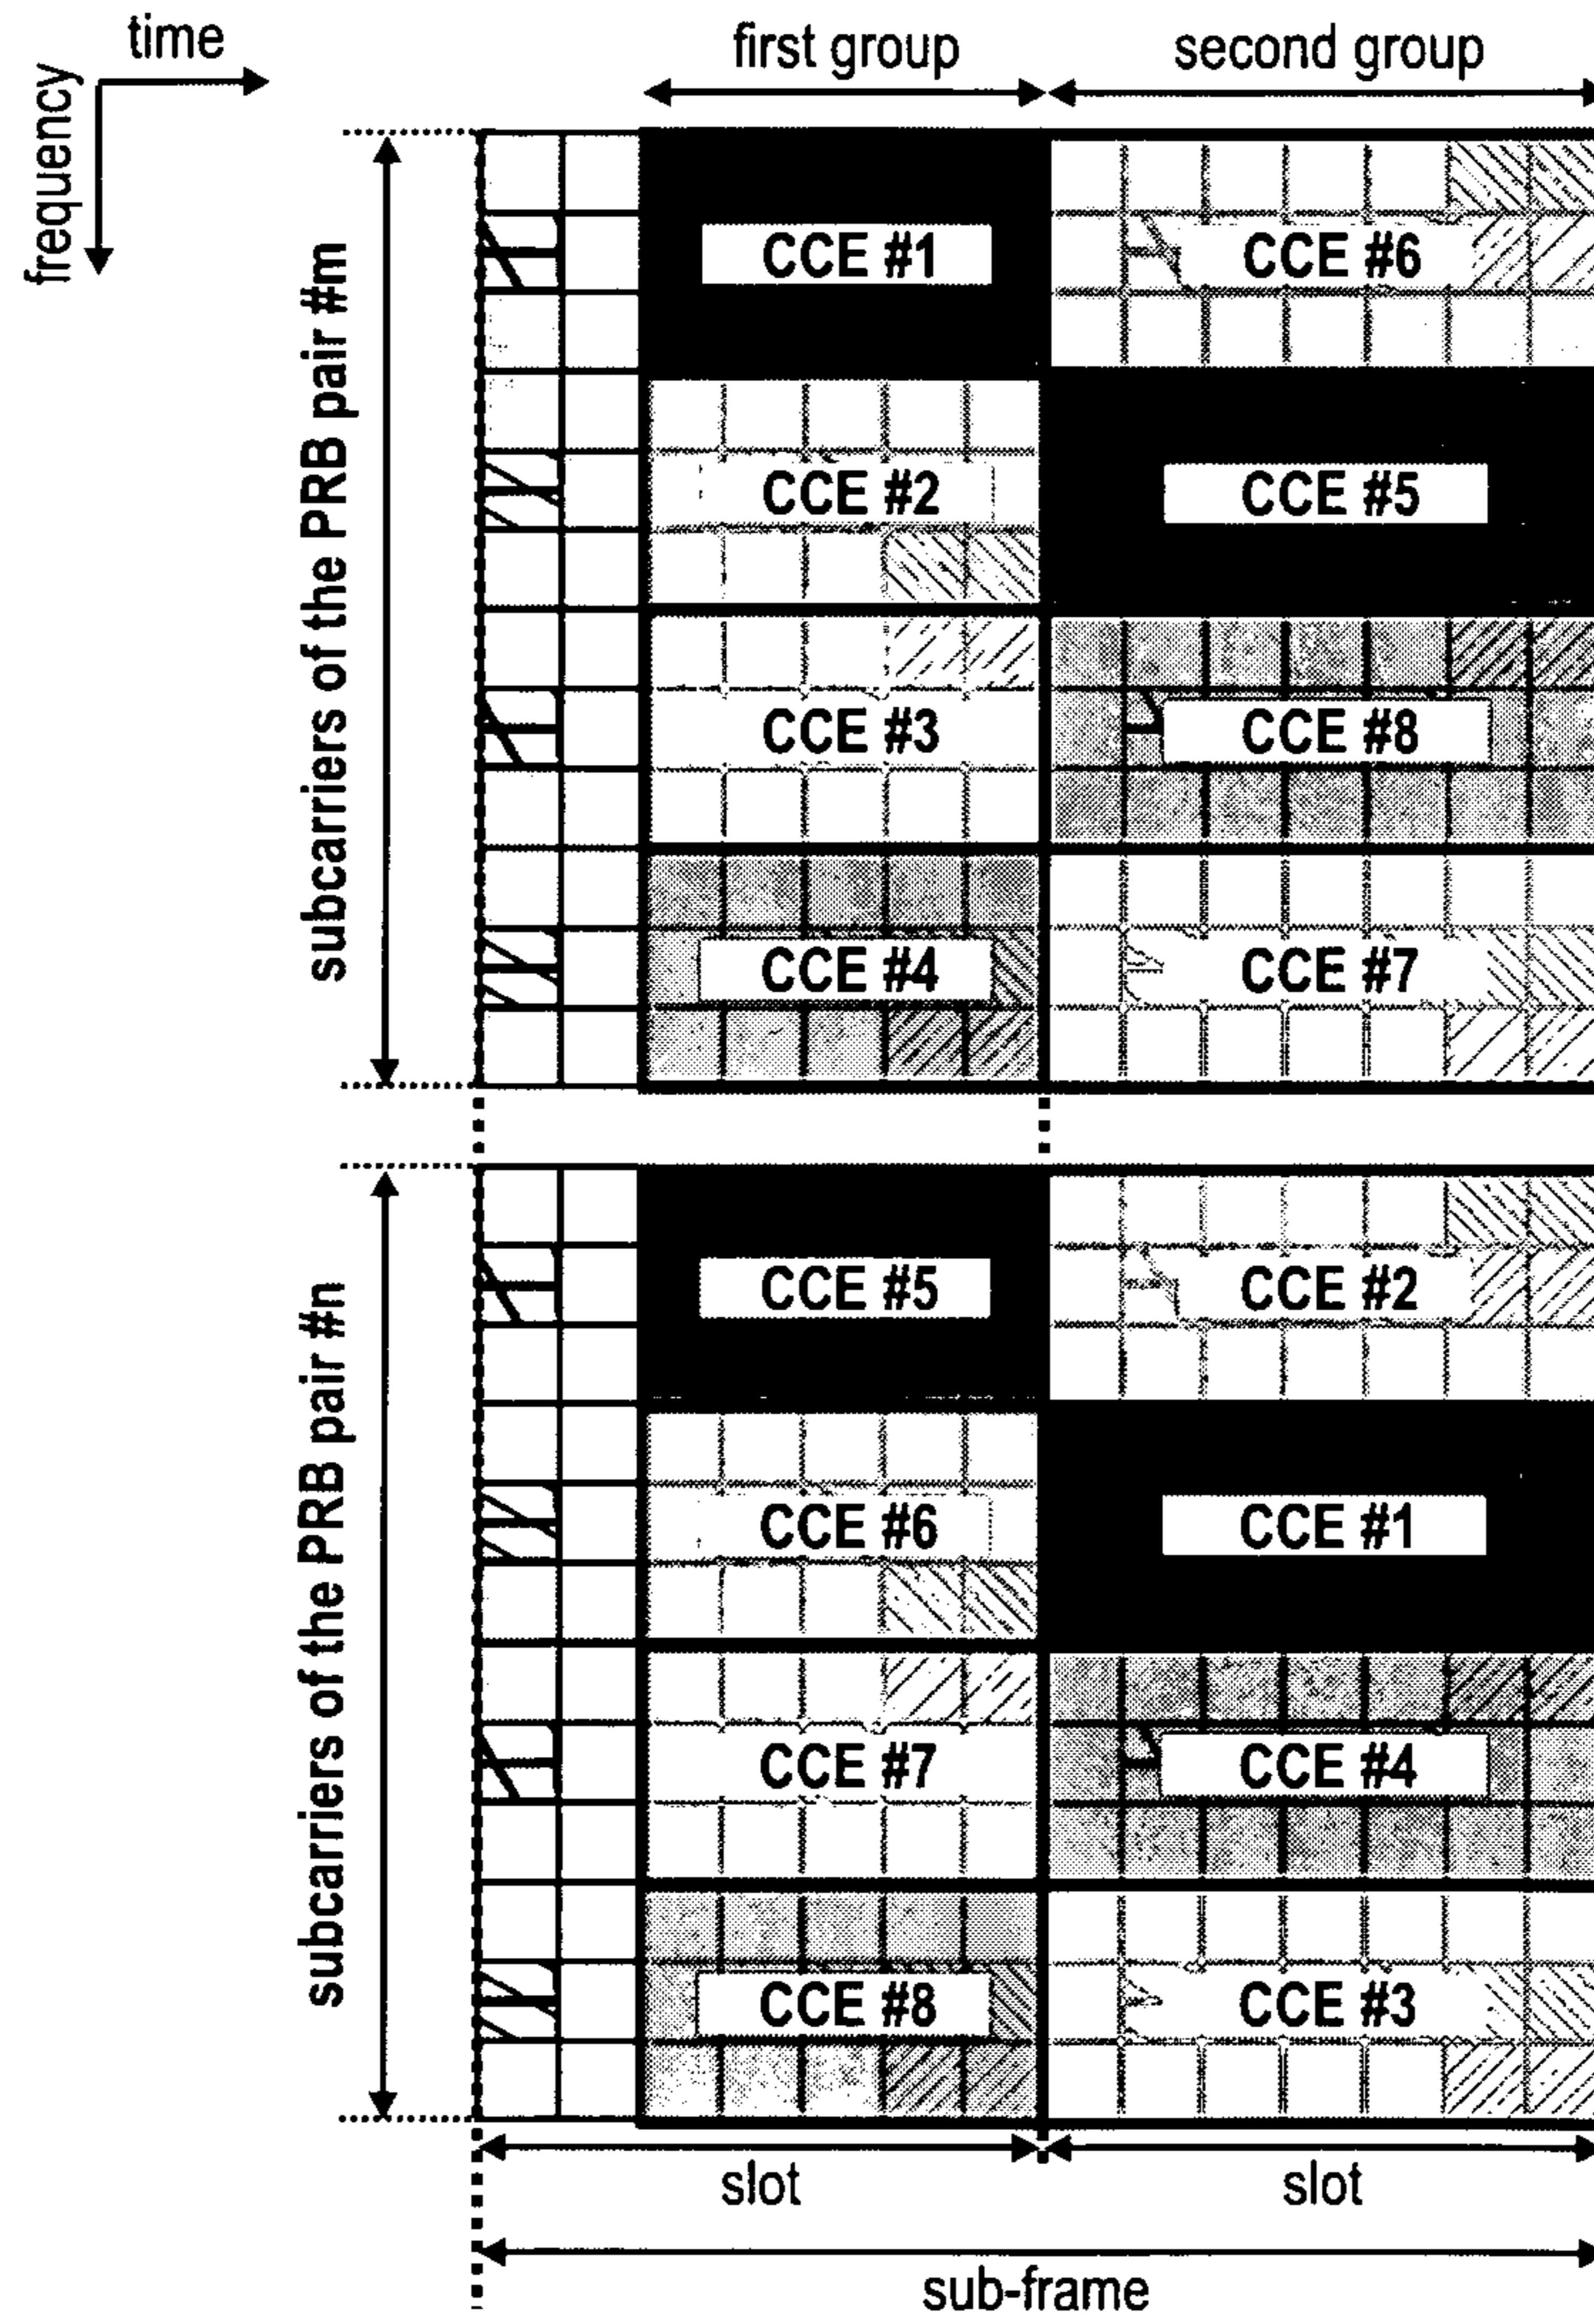 time
first group
second group
frequency
subcarriers of the PRB pair #m
CCE #1
CCE #6
CCE #2
CCE #5
CCE #3
CCE #8
CCE #4
CCE #7
subcarriers of the PRB pair #n
CCE #5
CCE #2
CCE #6
CCE #1
CCE #7
CCE #4
CCE #8
CCE #3
slot
slot
sub-frame